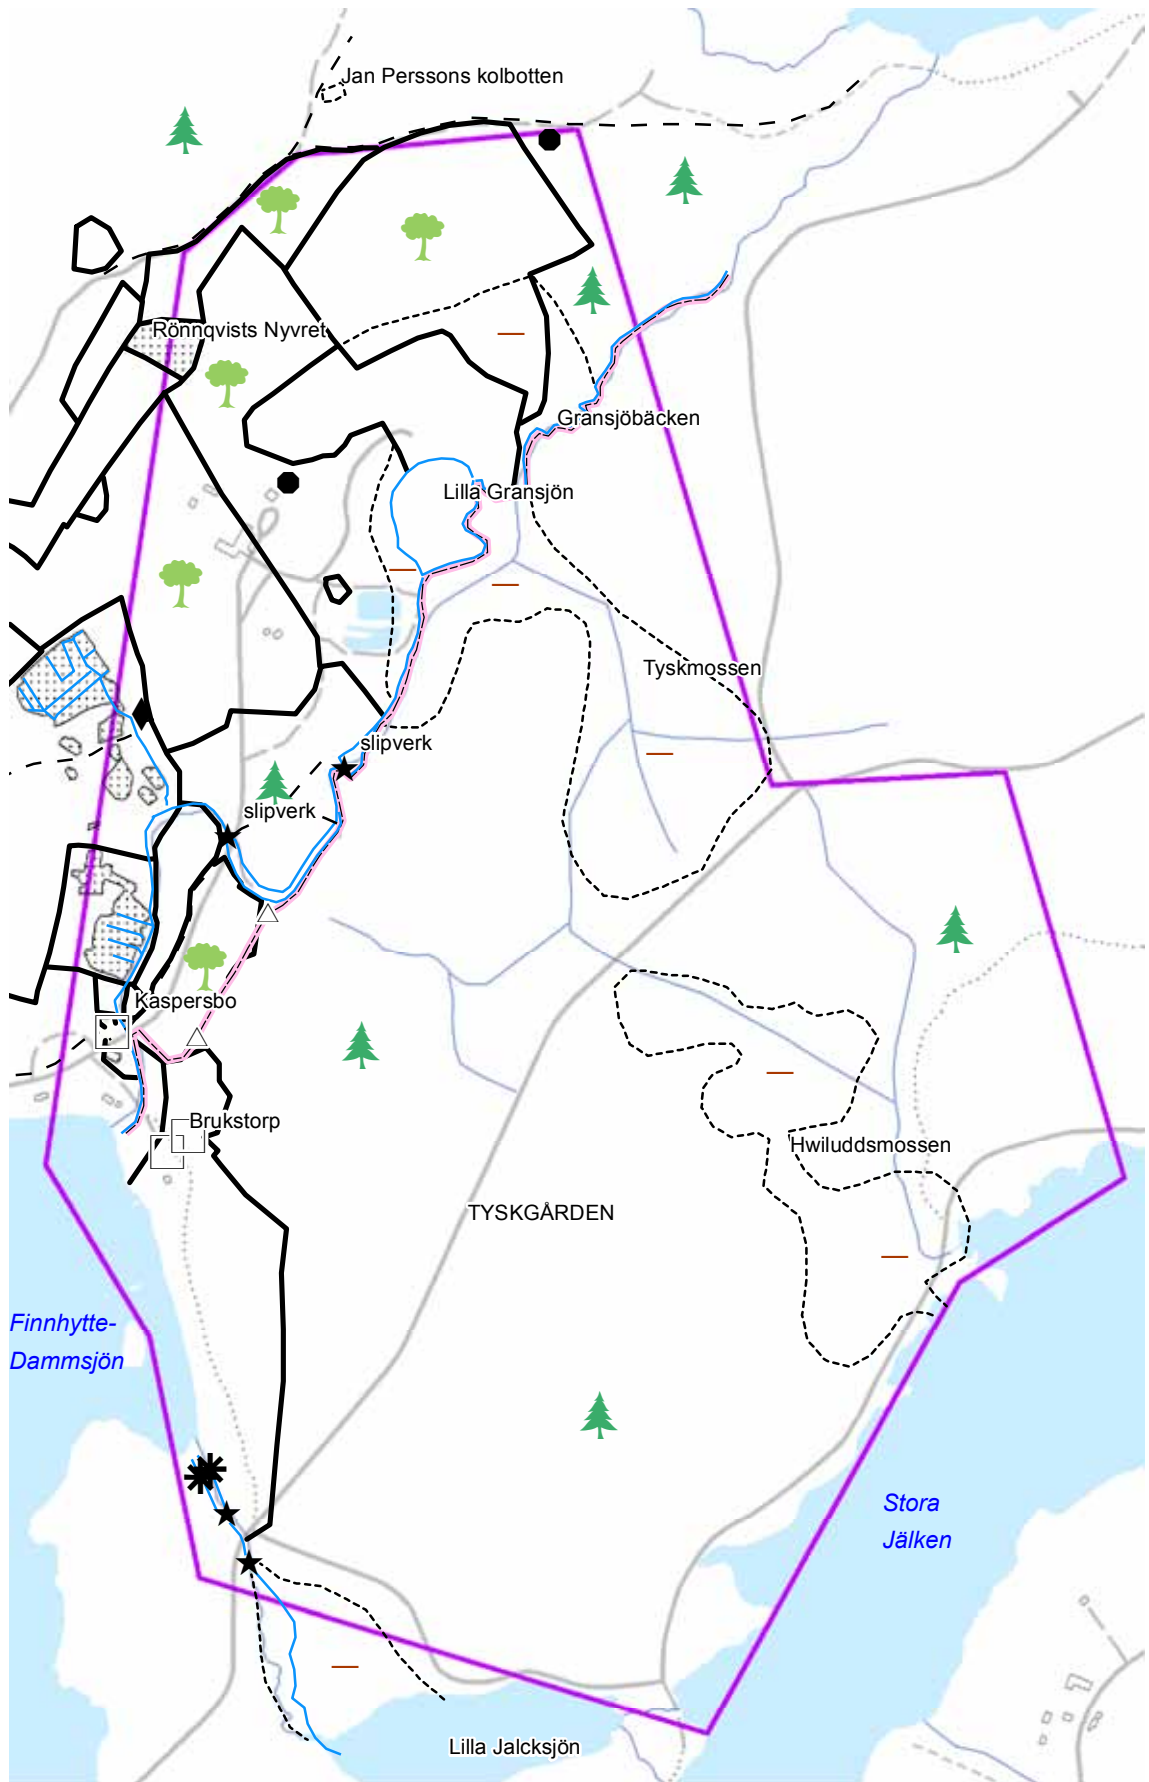 Jan Perssons kolbotten
Rönnqvists Nyvret
Gransjöbäcken
Lilla Gransjön
Tyskmossen
slipverk
slipverk
Kaspersbo
Brukstorp
Hwiluddsmossen
TYSKGÅRDEN
Finnhytte-
Dammsjön
Stora
Jälken
Lilla Jalcksjön